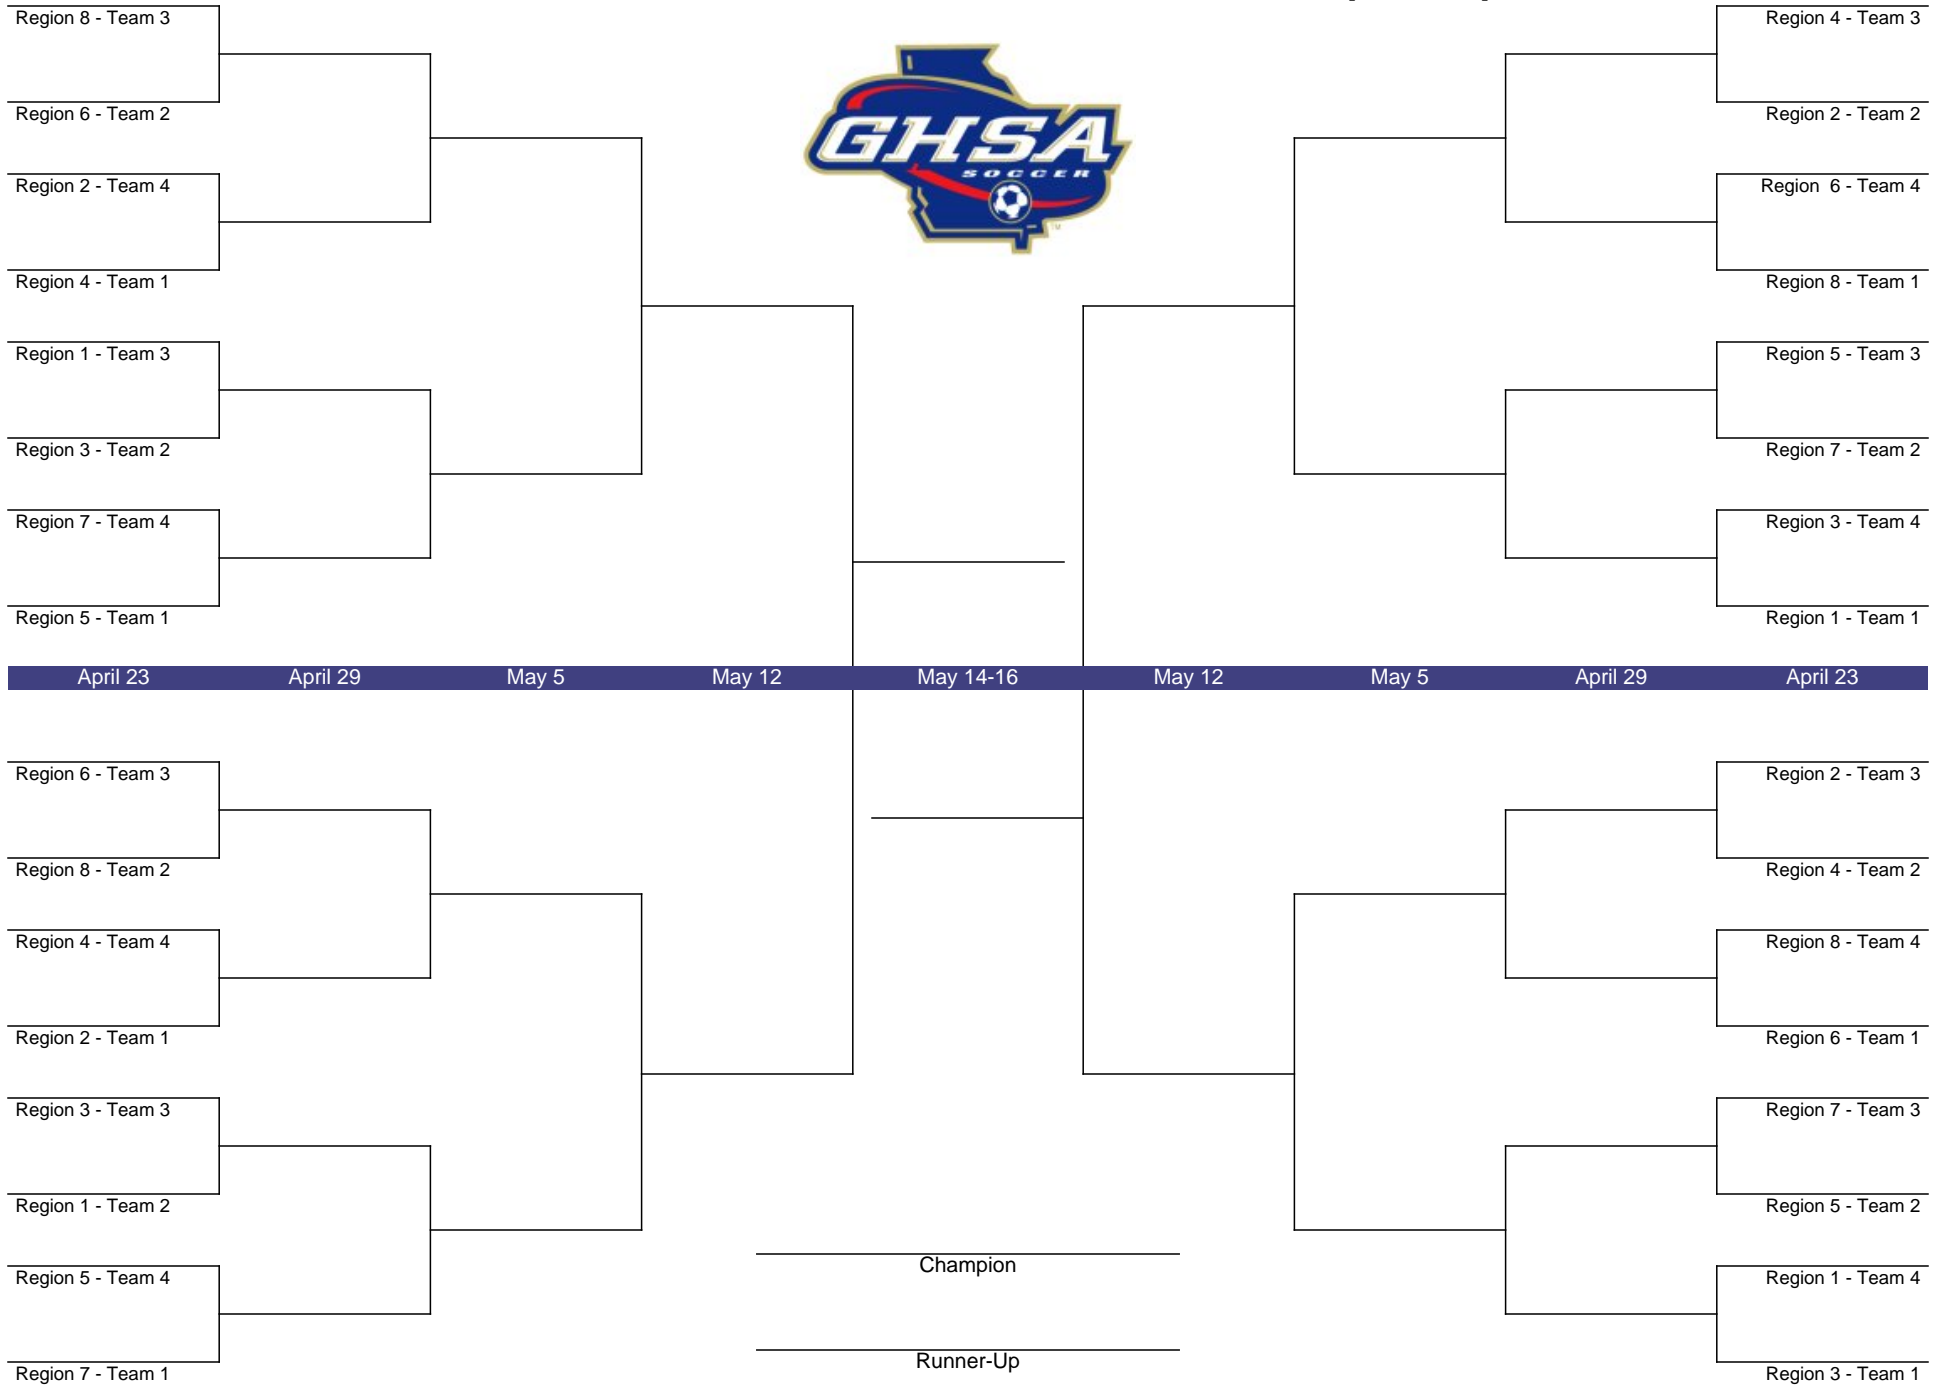 Region 8 - Team 3
Region 6 - Team 2
Region 2 - Team 4
Region 4 - Team 1
Region 1 - Team 3
Region 3 - Team 2
Region 7 - Team 4
Region 5 - Team 1
GHSA
SOCCER
TM
Region 4 - Team 3
Region 2 - Team 2
Region 6 - Team 4
Region 8 - Team 1
Region 5 - Team 3
Region 7 - Team 2
Region 3 - Team 4
Region 1 - Team 1
April 23 April 29 May 5 May 12 May 14-16 May 12 May 5 April 29 April 23
Region 6 - Team 3
Region 8 - Team 2
Region 4 - Team 4
Region 2 - Team 1
Region 3 - Team 3
Region 1 - Team 2
Region 5 - Team 4
Region 7 - Team 1
Champion
Runner-Up
Region 2 - Team 3
Region 4 - Team 2
Region 8 - Team 4
Region 6 - Team 1
Region 7 - Team 3
Region 5 - Team 2
Region 1 - Team 4
Region 3 - Team 1